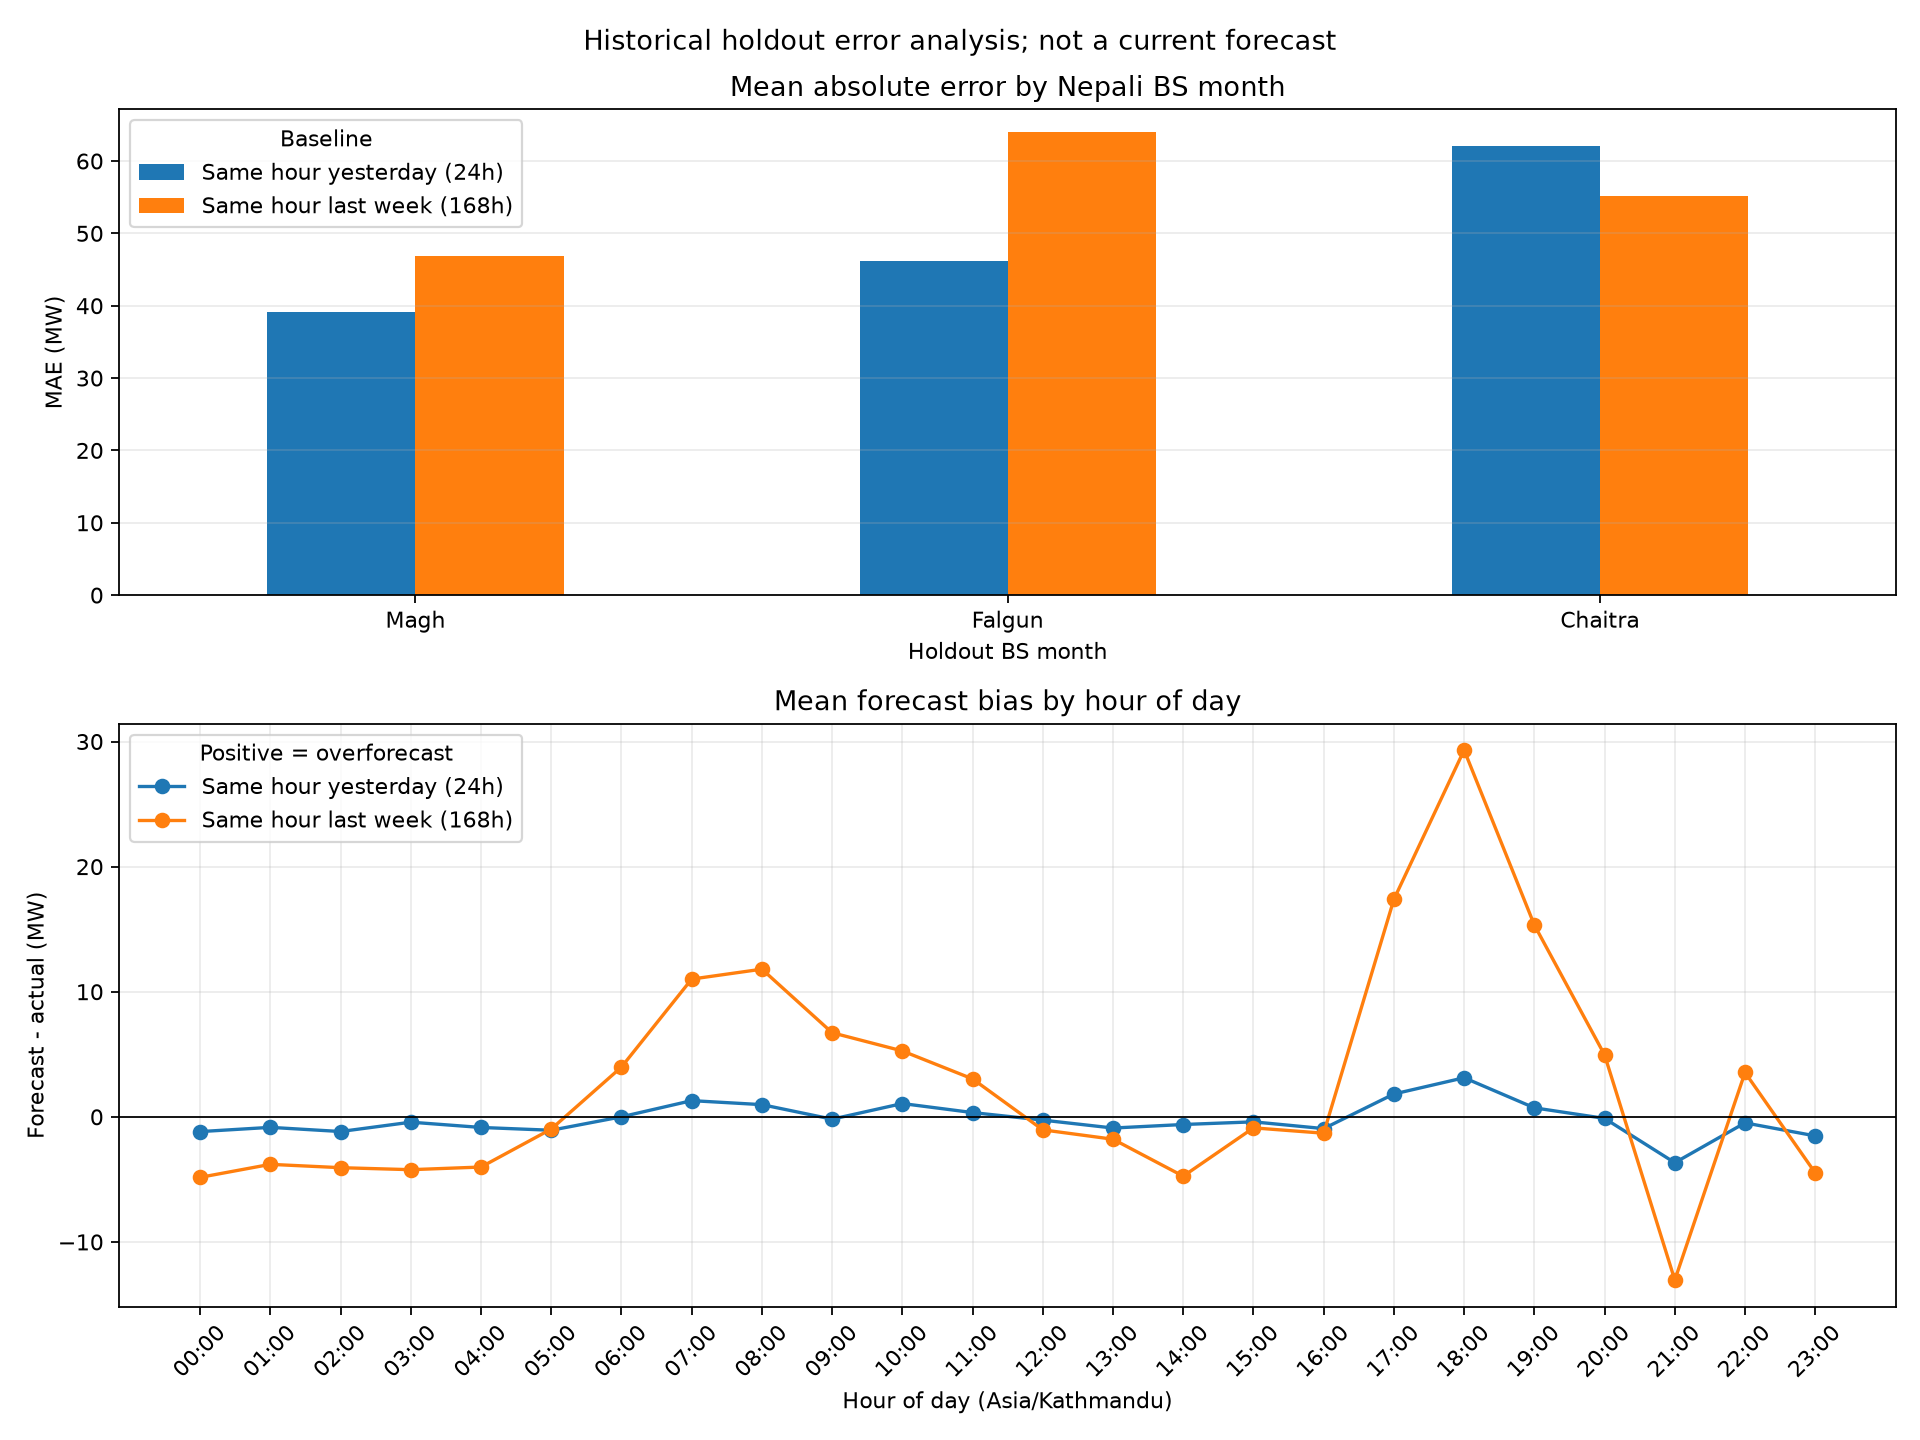 Historical holdout error analysis; not a current forecast
Mean absolute error by Nepali BS month
Baseline
Same hour yesterday (24h)
Same hour last week (168h)
MAE (MW)
60
50
40
30
20
10
0
Magh
Falgun
Chaitra
Holdout BS month
Mean forecast bias by hour of day
Positive = overforecast
Same hour yesterday (24h)
Same hour last week (168h)
Forecast - actual (MW)
30
20
10
0
−10
00:00
01:00
02:00
03:00
04:00
05:00
06:00
07:00
08:00
09:00
10:00
11:00
12:00
13:00
14:00
15:00
16:00
17:00
18:00
19:00
20:00
21:00
22:00
23:00
Hour of day (Asia/Kathmandu)